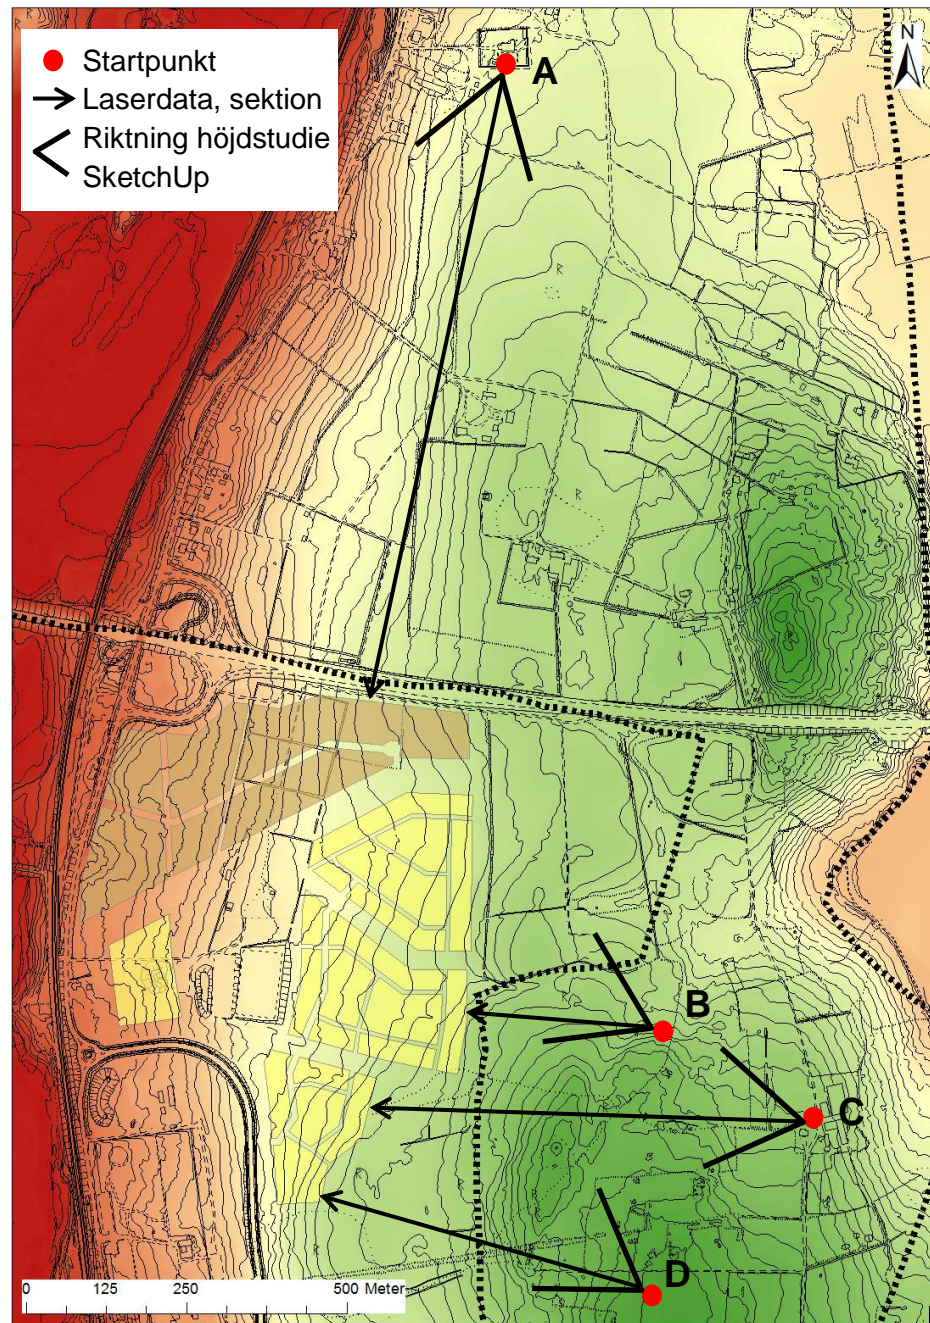 Startpunkt
Laserdata, sektion
Riktning höjdstudie
SketchUp
N
A
B
C
D
0 125 250 500 Meter